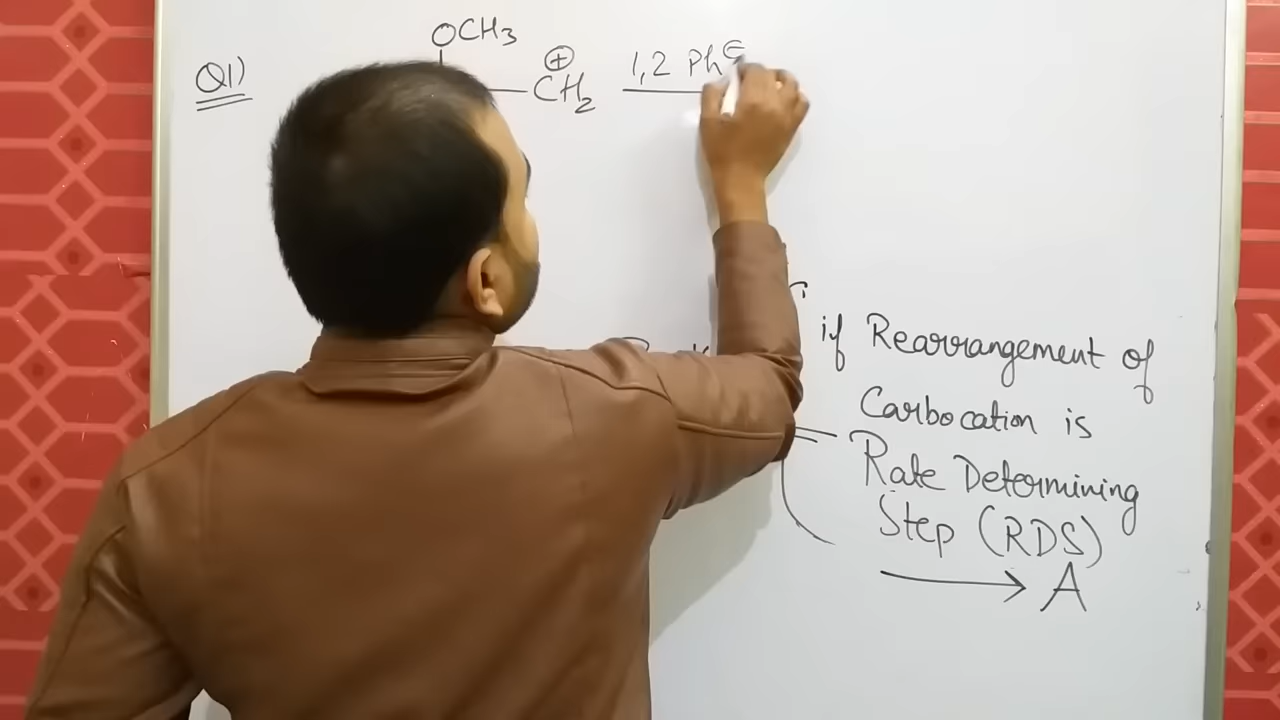 OCH3
Q1)
⊕
CH2
1,2 Ph⊖
if Rearrangement of
Carbocation is
Rate Determining
Step (RDS)
→ A